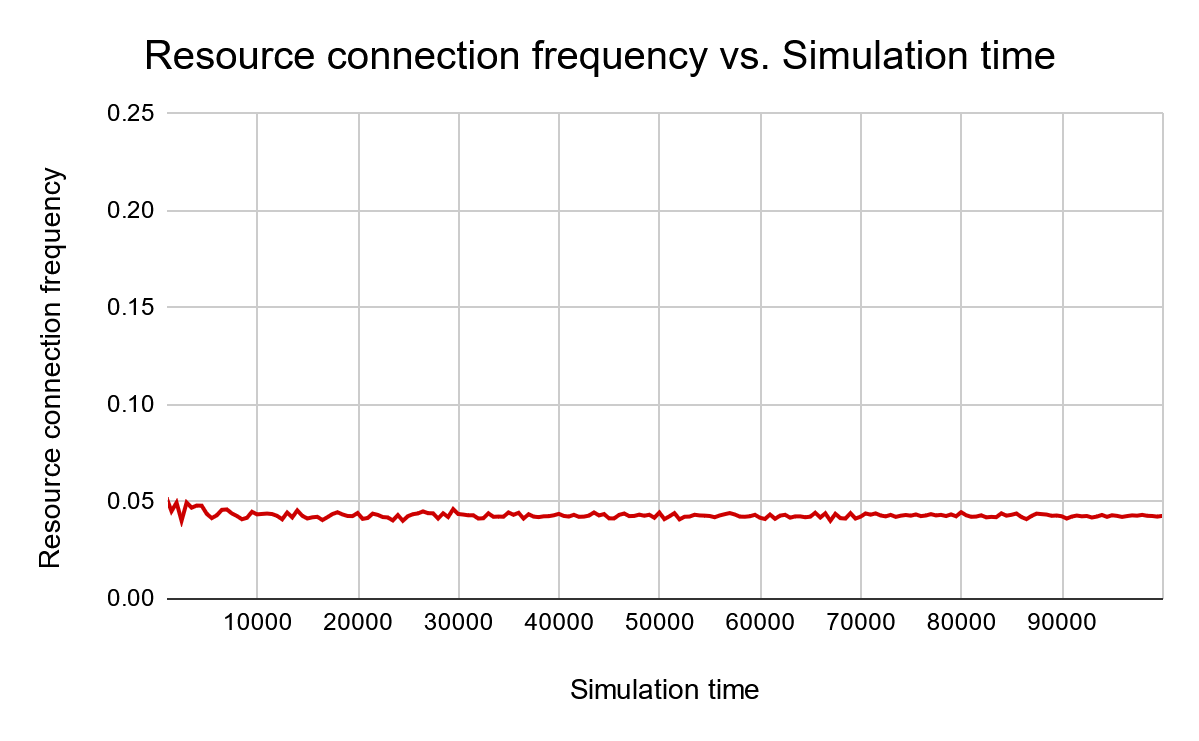 Resource connection frequency vs. Simulation time
0.25
0.20
0.15
0.10
0.05
0.00
Resource connection frequency
10000 20000 30000 40000 50000 60000 70000 80000 90000
Simulation time